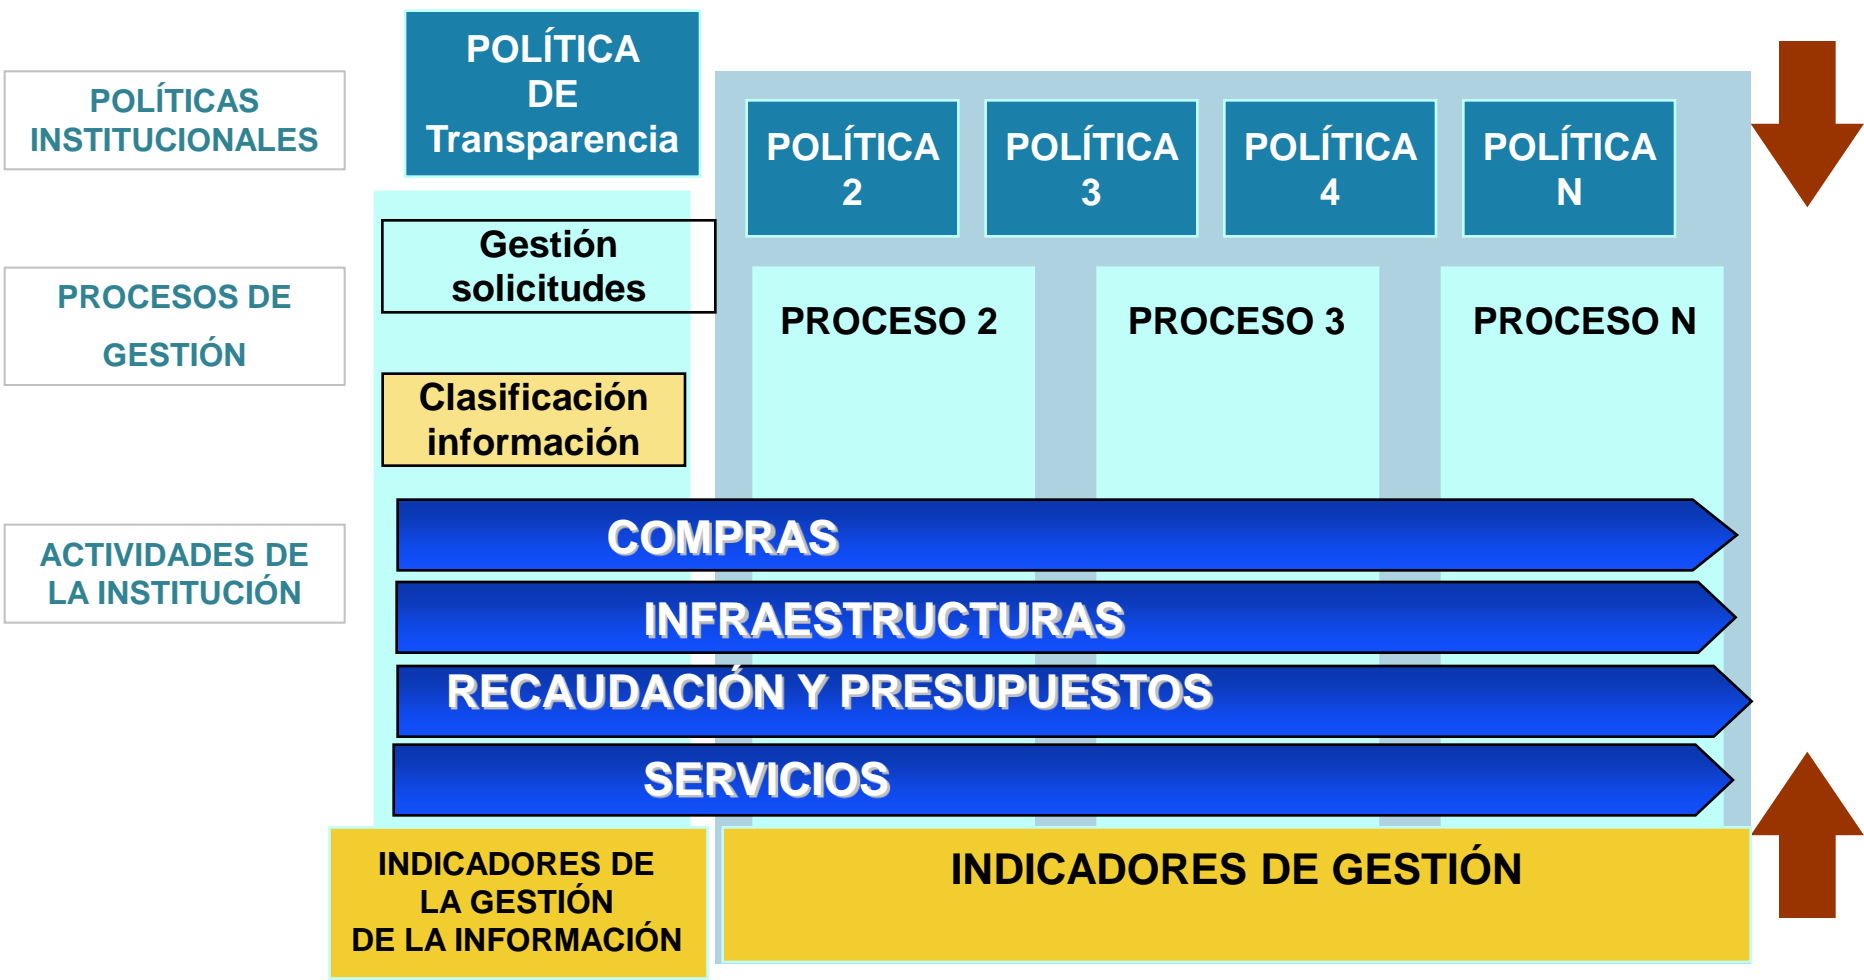 POLÍTICAS
INSTITUCIONALES
POLÍTICA
DE
Transparencia
POLÍTICA
2
POLÍTICA
3
POLÍTICA
4
POLÍTICA
N
PROCESOS DE
GESTIÓN
Gestión
solicitudes
PROCESO 2
PROCESO 3
PROCESO N
Clasificación
información
ACTIVIDADES DE
LA INSTITUCIÓN
COMPRAS
INFRAESTRUCTURAS
RECAUDACIÓN Y PRESUPUESTOS
SERVICIOS
INDICADORES DE
LA GESTIÓN
DE LA INFORMACIÓN
INDICADORES DE GESTIÓN